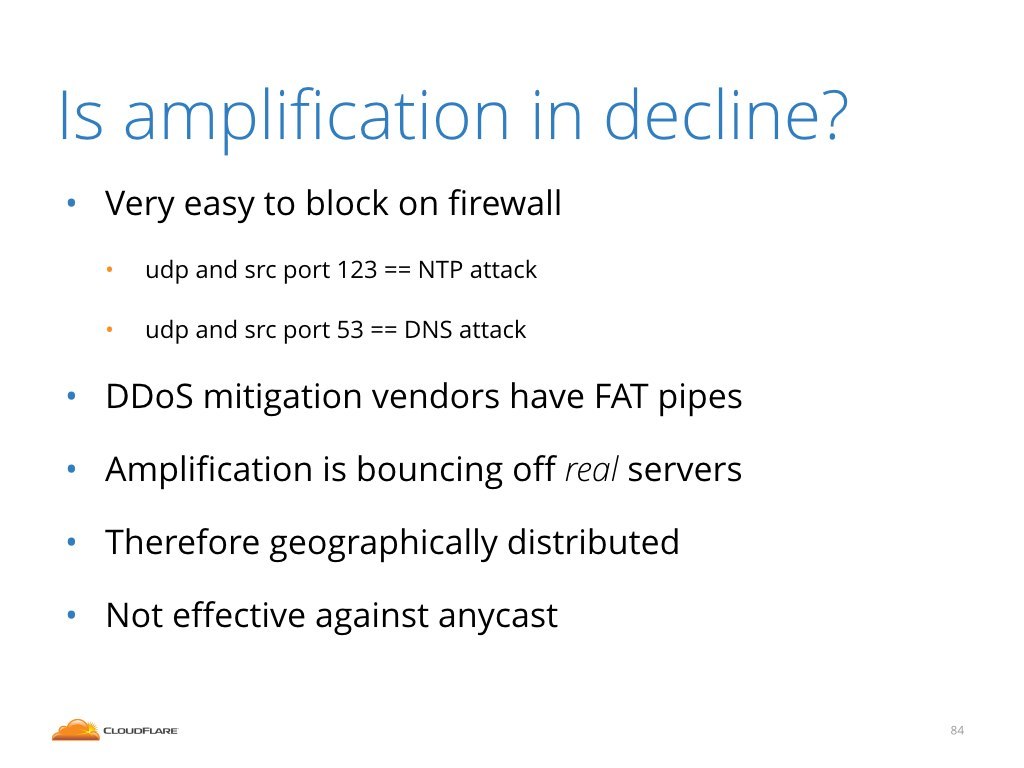 Is amplification in decline?
• Very easy to block on firewall
• udp and src port 123 == NTP attack
• udp and src port 53 == DNS attack
• DDoS mitigation vendors have FAT pipes
• Amplification is bouncing off real servers
• Therefore geographically distributed
• Not effective against anycast
CLOUDFLARE
84